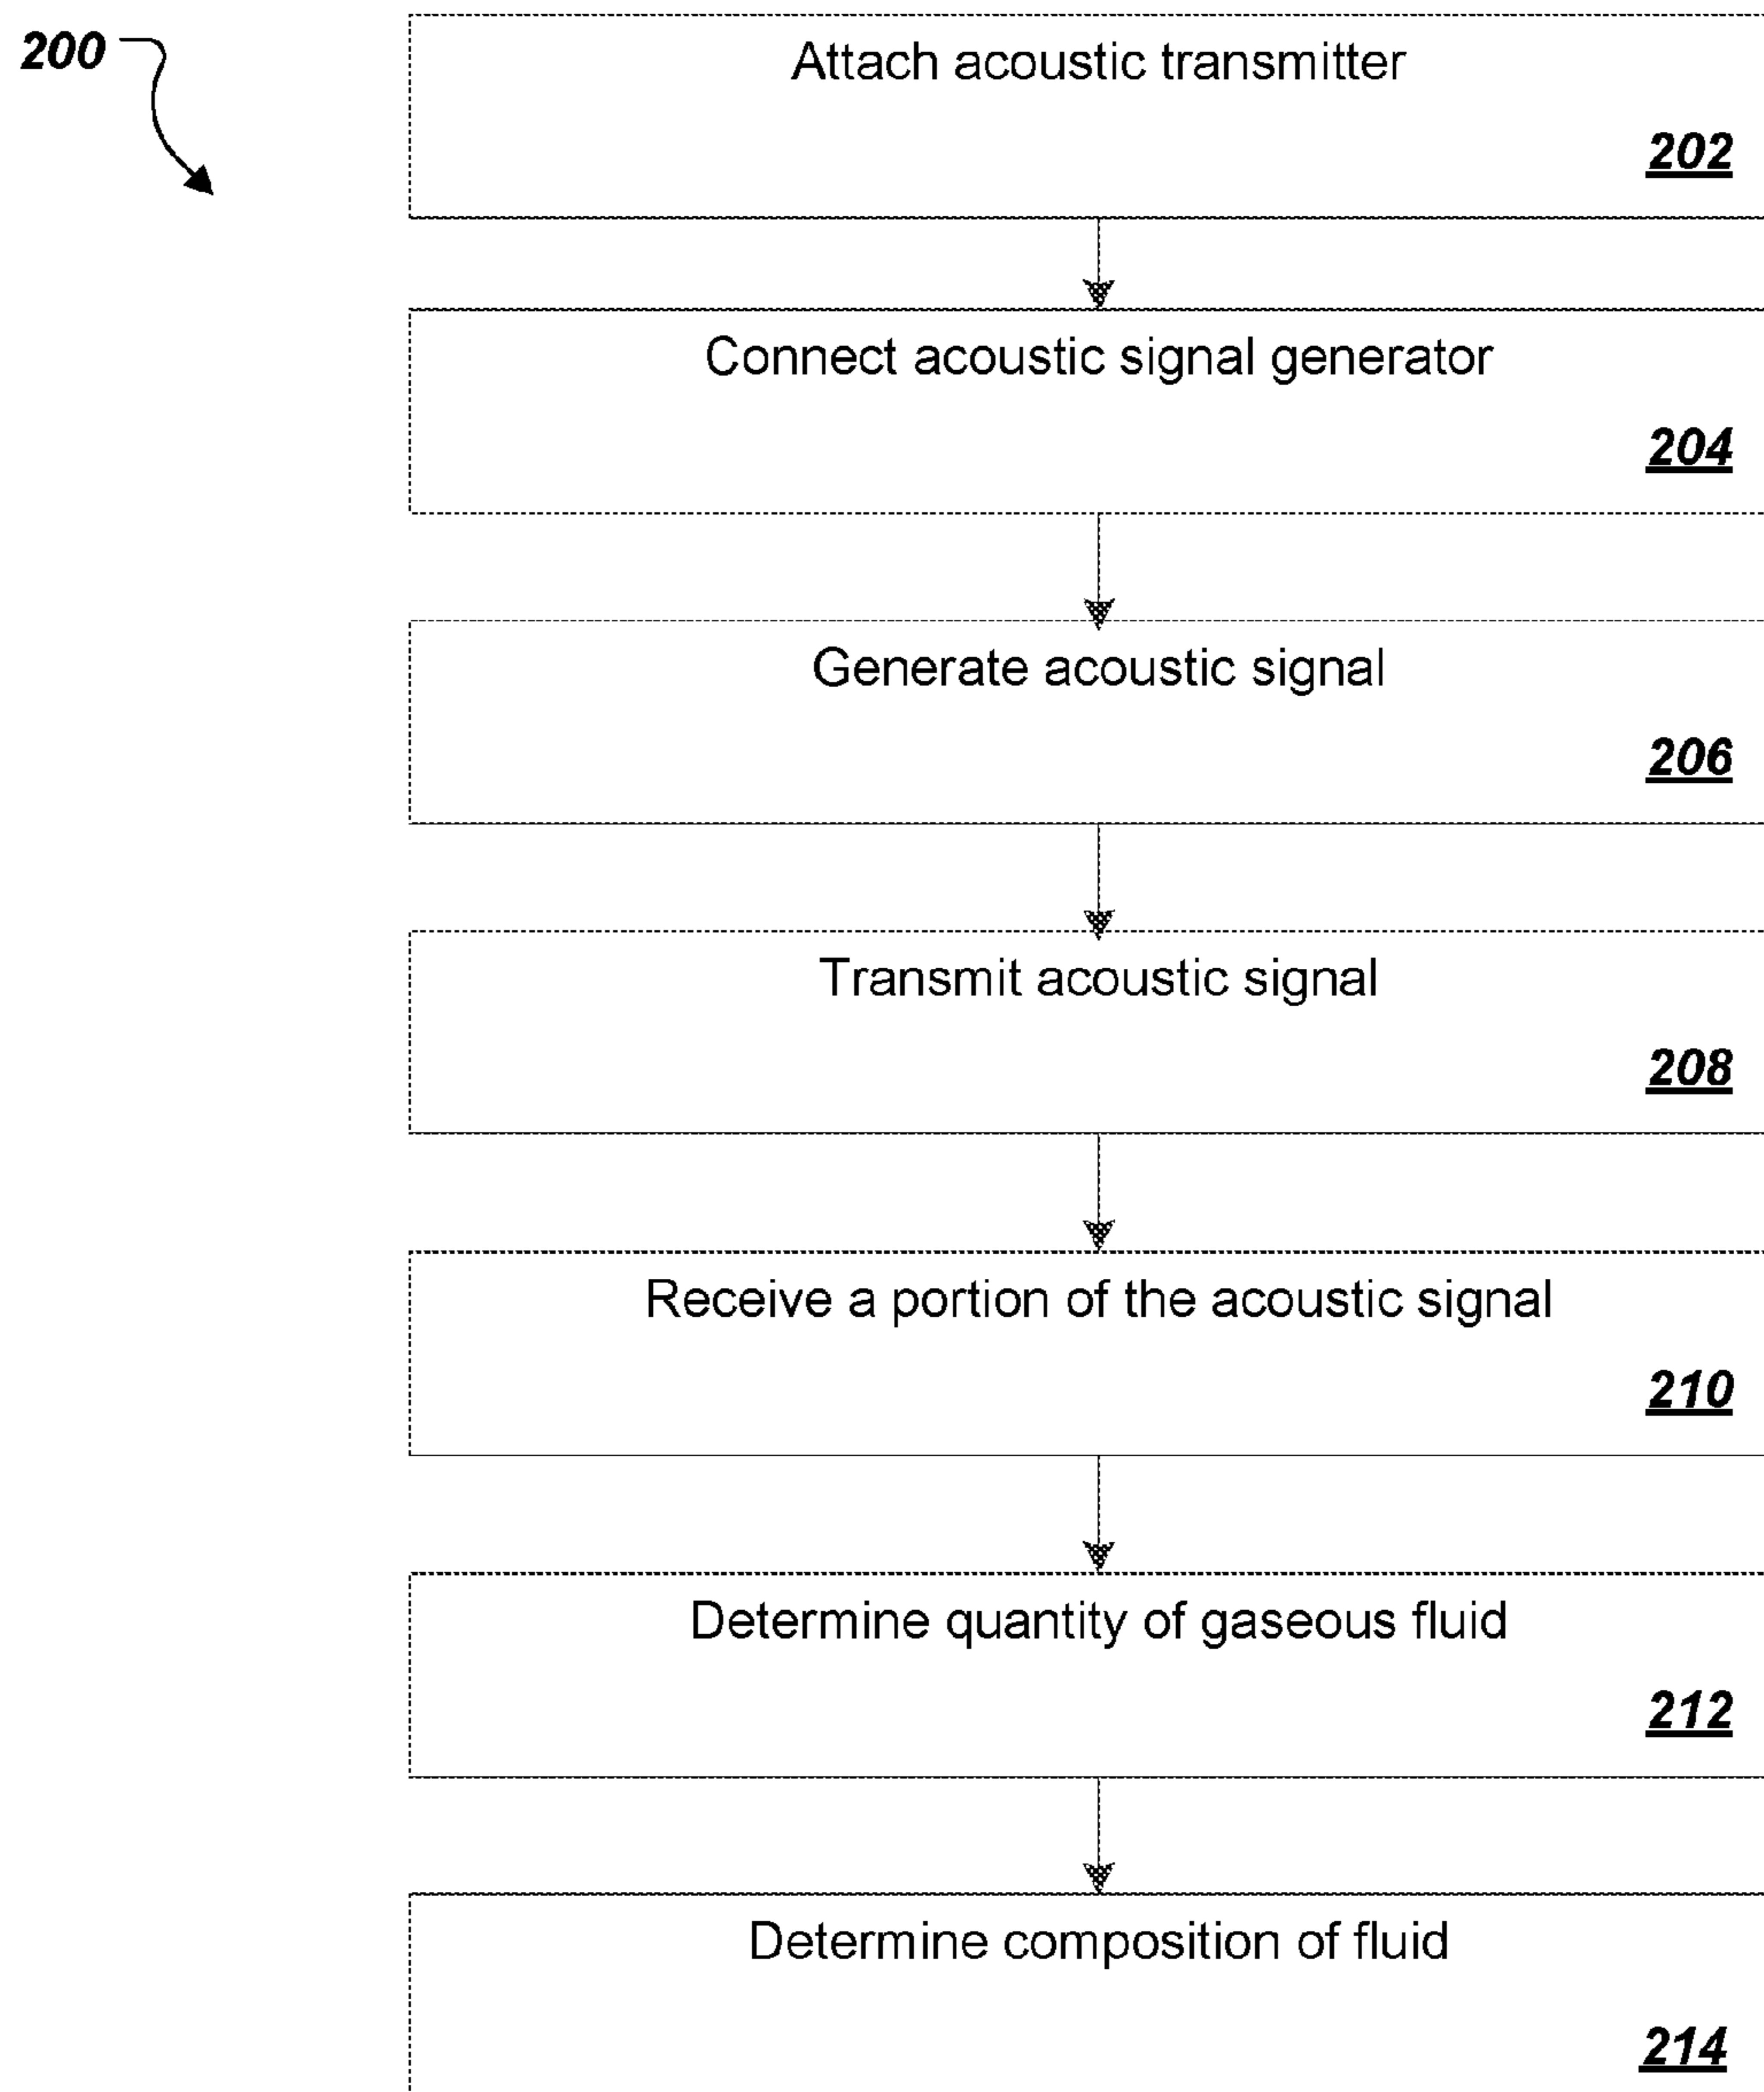 200
Attach acoustic transmitter
202
Connect acoustic signal generator
204
Generate acoustic signal
206
Transmit acoustic signal
208
Receive a portion of the acoustic signal
210
Determine quantity of gaseous fluid
212
Determine composition of fluid
214